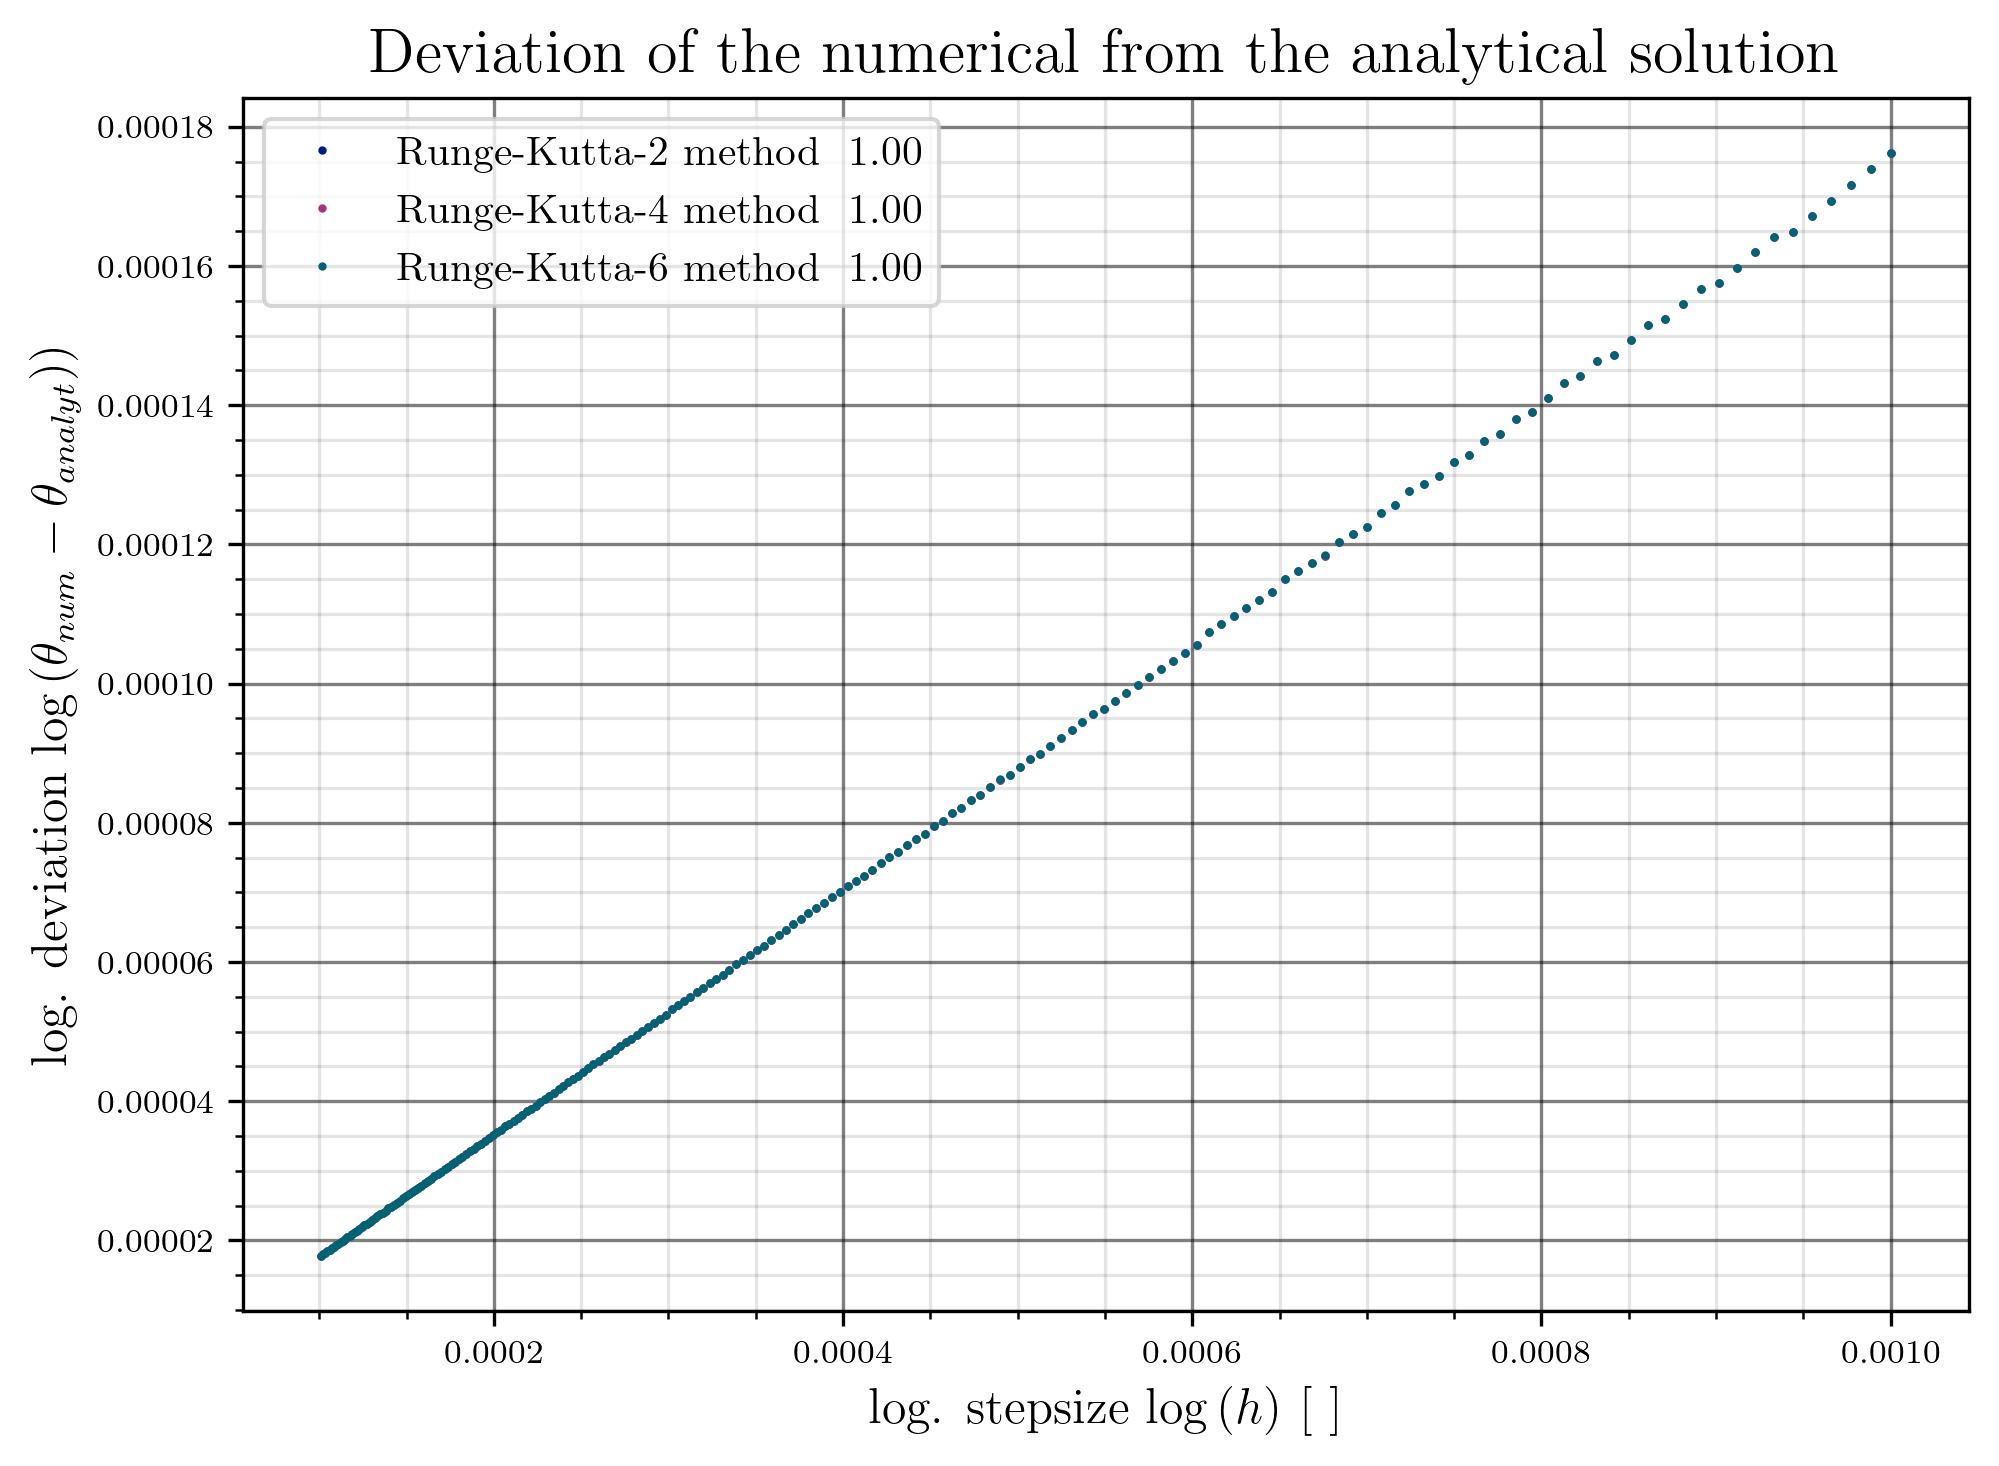 Deviation of the numerical from the analytical solution
0.00018
0.00016
0.00014
0.00012
0.00010
0.00008
0.00006
0.00004
0.00002
log. deviation log (θ_num − θ_analyt))
Runge-Kutta-2 method 1.00
Runge-Kutta-4 method 1.00
Runge-Kutta-6 method 1.00
0.0002 0.0004 0.0006 0.0008 0.0010
log. stepsize log (h) [ ]